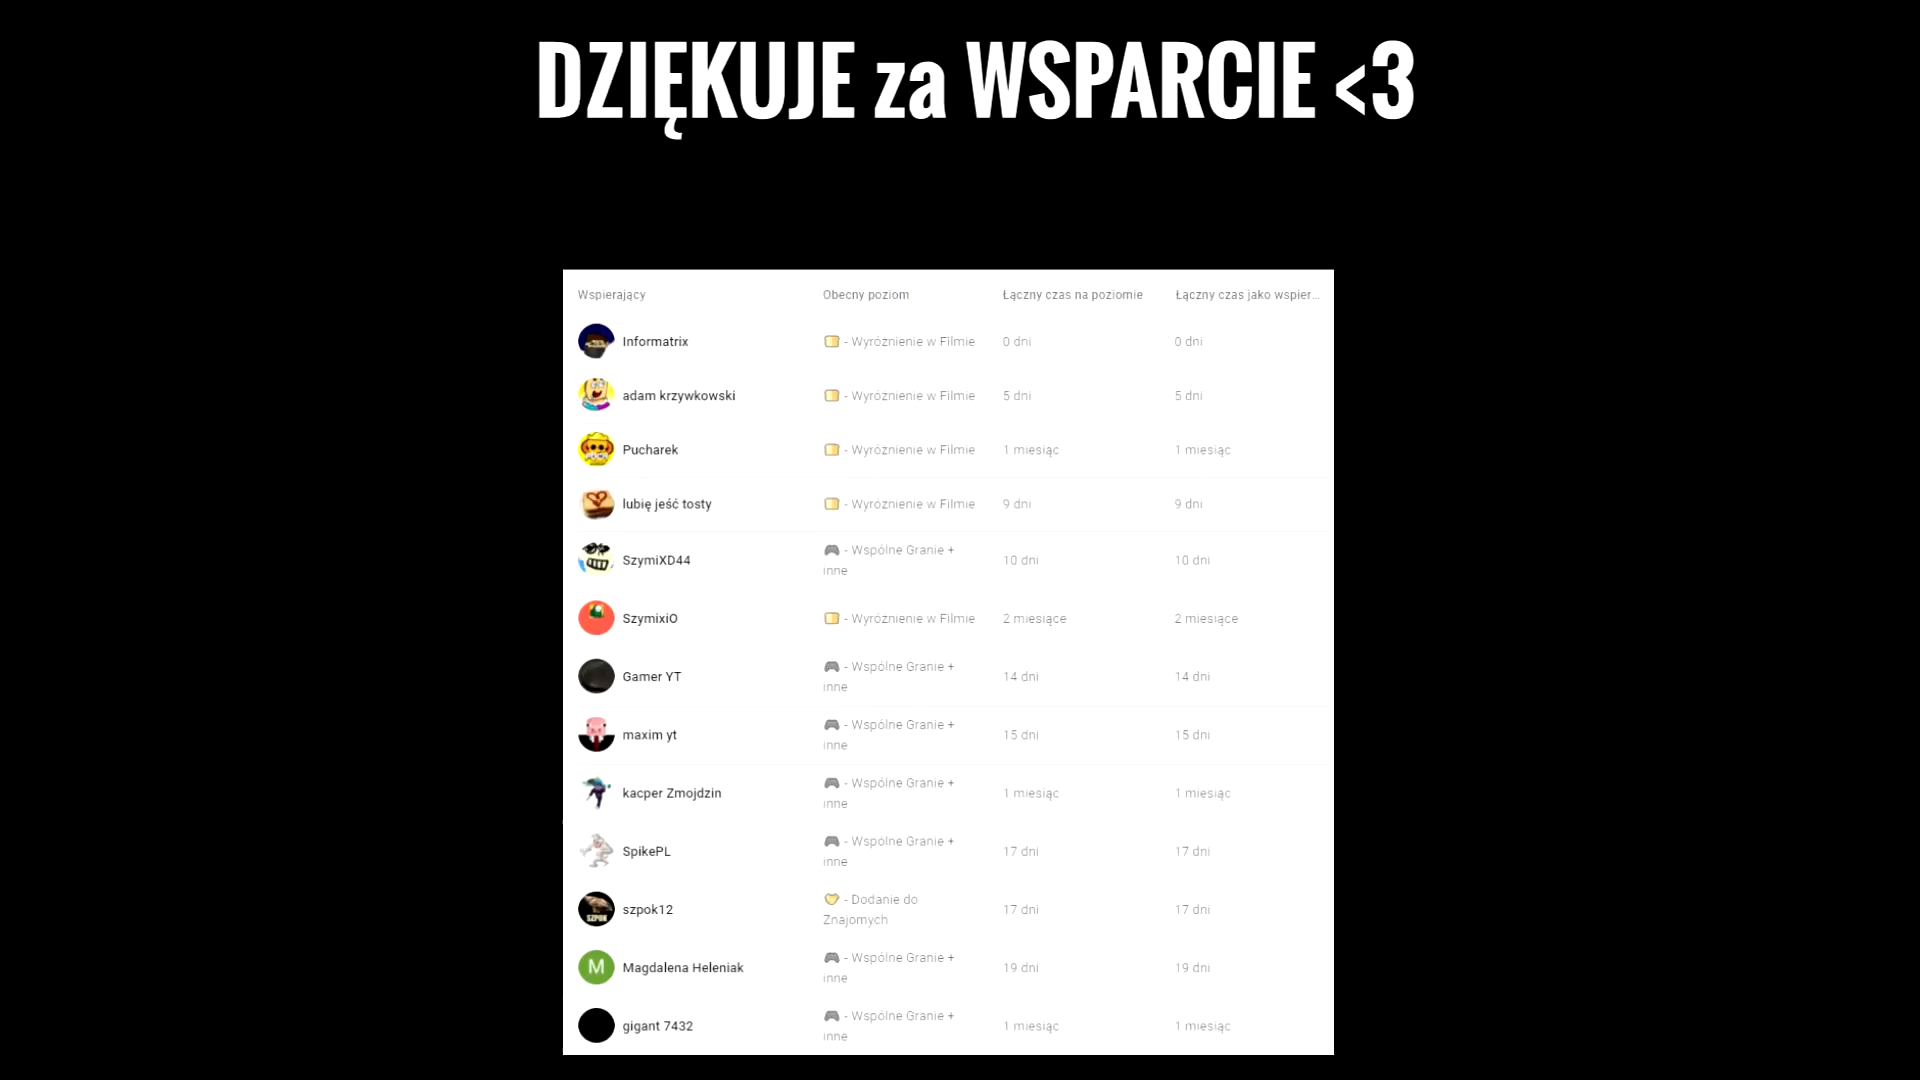 DZIĘKUJE za WSPARCIE <3
Wspierający Obecny poziom Łączny czas na poziomie Łączny czas jako wspier...
Informatrix - Wyróżnienie w Filmie 0 dni 0 dni
adam krzywkowski - Wyróżnienie w Filmie 5 dni 5 dni
Pucharek - Wyróżnienie w Filmie 1 miesiąc 1 miesiąc
lubię jeść tosty - Wyróżnienie w Filmie 9 dni 9 dni
SzymiXD44 🎮 - Wspólne Granie + 10 dni 10 dni
inne
SzymixiO - Wyróżnienie w Filmie 2 miesiące 2 miesiące
Gamer YT 🎮 - Wspólne Granie + 14 dni 14 dni
inne
maxim yt 🎮 - Wspólne Granie + 15 dni 15 dni
inne
kacper Zmojdzin 🎮 - Wspólne Granie + 1 miesiąc 1 miesiąc
inne
SpikePL 🎮 - Wspólne Granie + 17 dni 17 dni
inne
SZPOK
szpok12 - Dodanie do 17 dni 17 dni
Znajomych
M Magdalena Heleniak 🎮 - Wspólne Granie + 19 dni 19 dni
inne
gigant 7432 🎮 - Wspólne Granie + 1 miesiąc 1 miesiąc
inne